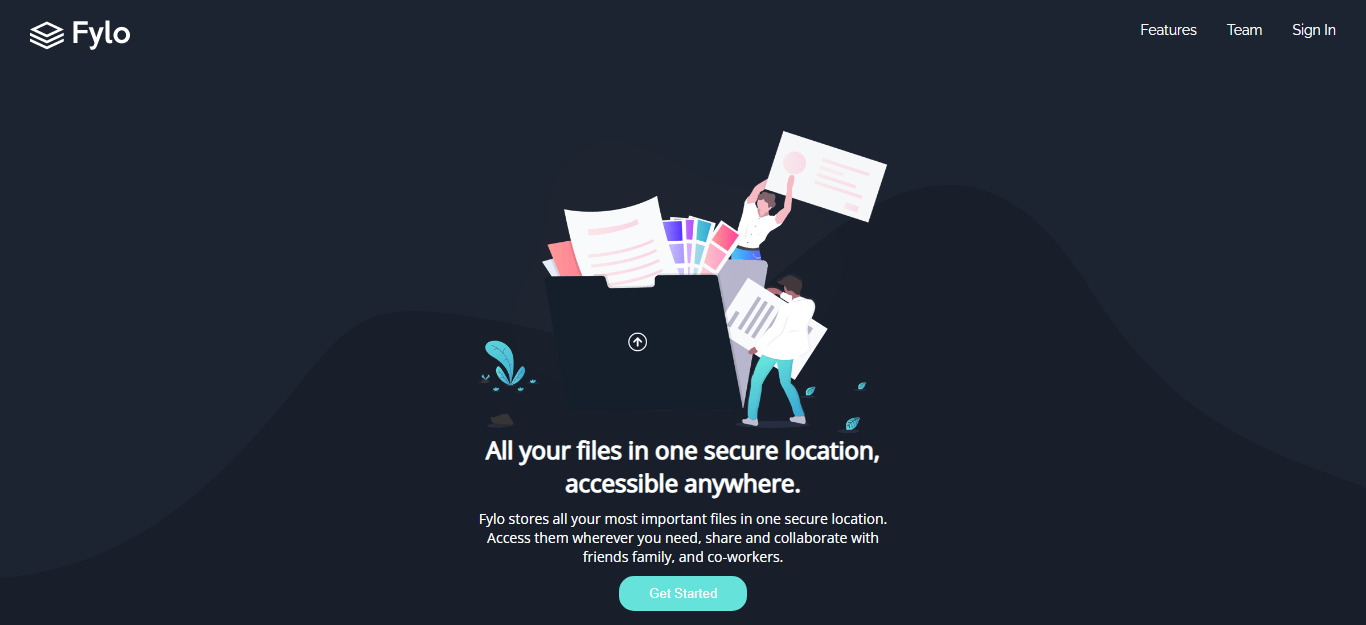 Fylo
Features Team Sign In
All your files in one secure location,
accessible anywhere.
Fylo stores all your most important files in one secure location.
Access them wherever you need, share and collaborate with
friends family, and co-workers.
Get Started